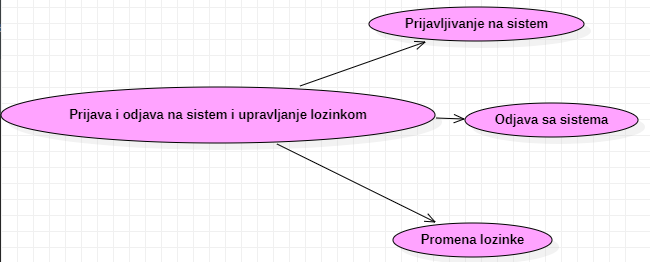 Prijavljivanje na sistem
Prijava i odjava na sistem i upravljanje lozinkom
Odjava sa sistema
Promena lozinke